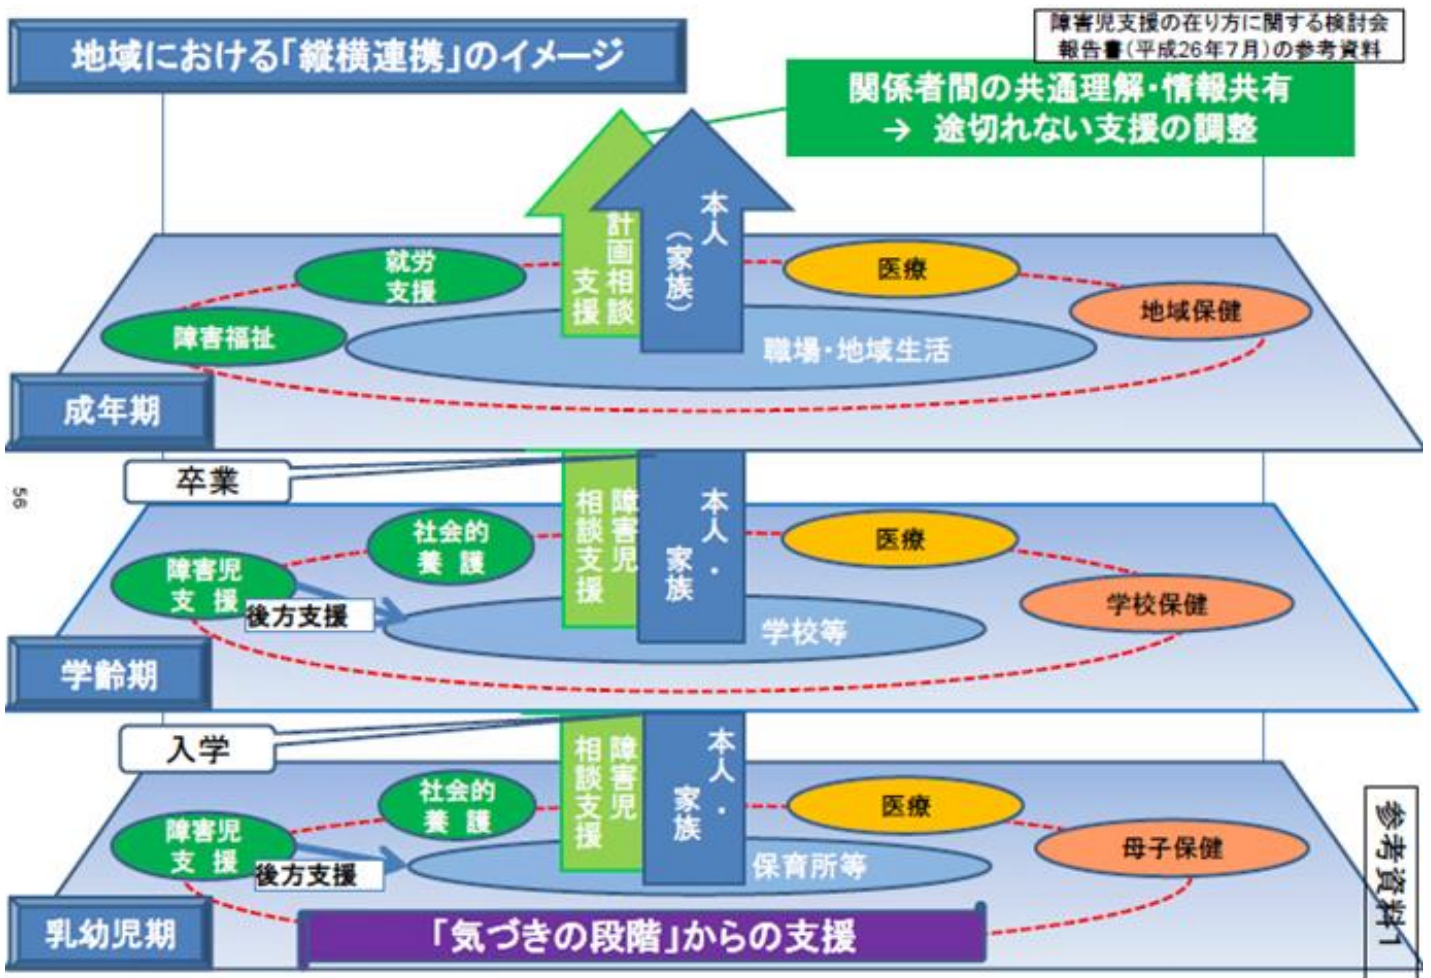 地域における「縦横連携」のイメージ
障害児支援の在り方に関する検討会
報告書(平成26年7月)の参考資料
関係者間の共通理解・情報共有
→ 途切れない支援の調整
本人
(家族)
計画相談
支援
就労
支援
医療
障害福祉
地域保健
職場・地域生活
成年期
卒業
56
本人・
家族
障害児
相談支援
社会的
養 護
医療
障害児
支 援
後方支援
学校保健
学校等
学齢期
入学
本人・
家族
障害児
相談支援
社会的
養 護
医療
障害児
支 援
後方支援
母子保健
保育所等
乳幼児期
「気づきの段階」からの支援
参考資料1